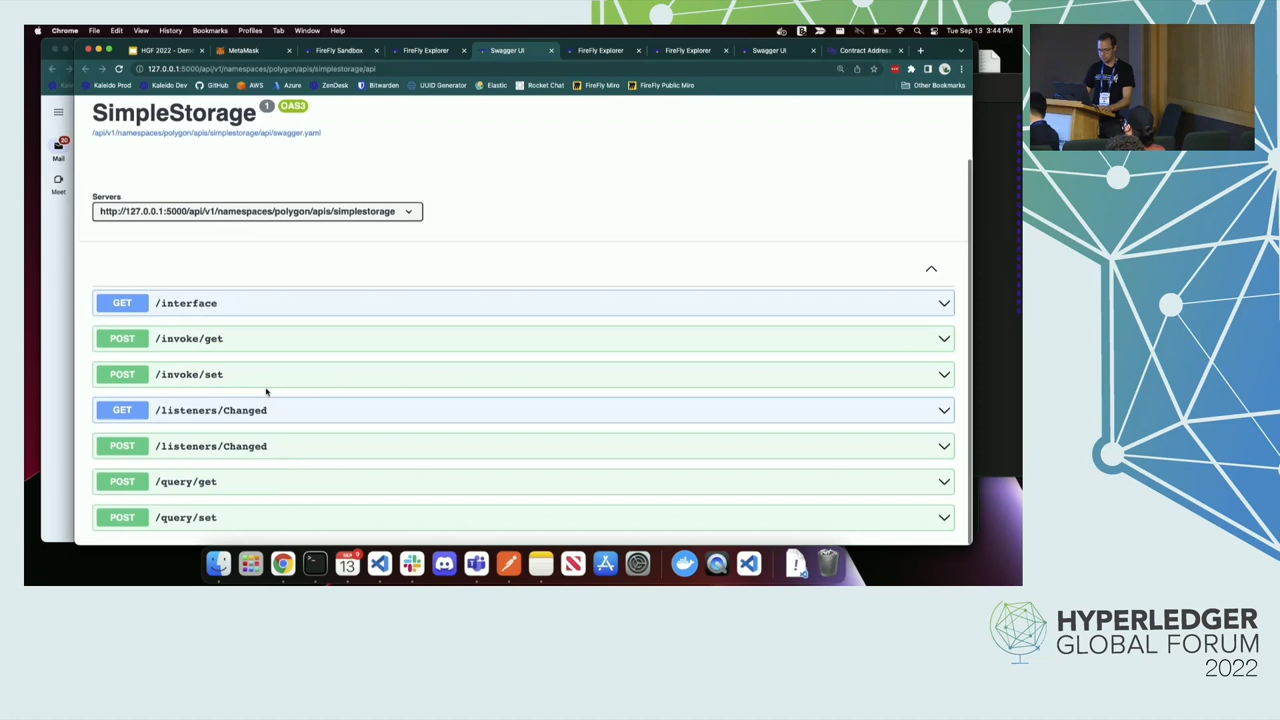 Chrome File Edit View History Bookmarks Profiles Tab Window Help Tue Sep 13 3:44 PM
HGF 2022 - Demo MetaMask FireFly Sandbox FireFly Explorer Swagger UI FireFly Explorer FireFly Explorer Swagger UI Contract Address
127.0.0.1:5000/api/v1/namespaces/polygon/apis/simplestorage/api
Kaleido Prod Kaleido Dev GitHub AWS Azure ZenDesk Bitwarden UUID Generator Elastic Rocket Chat FireFly Miro FireFly Public Miro Other Bookmarks
SimpleStorage 1 OAS3
/api/v1/namespaces/polygon/apis/simplestorage/api/swagger.yaml
Mail
Meet
Servers
http://127.0.0.1:5000/api/v1/namespaces/polygon/apis/simplestorage
GET /interface
POST /invoke/get
POST /invoke/set
GET /listeners/Changed
POST /listeners/Changed
POST /query/get
POST /query/set
SEP
13
HYPERLEDGER
GLOBAL FORUM
2022